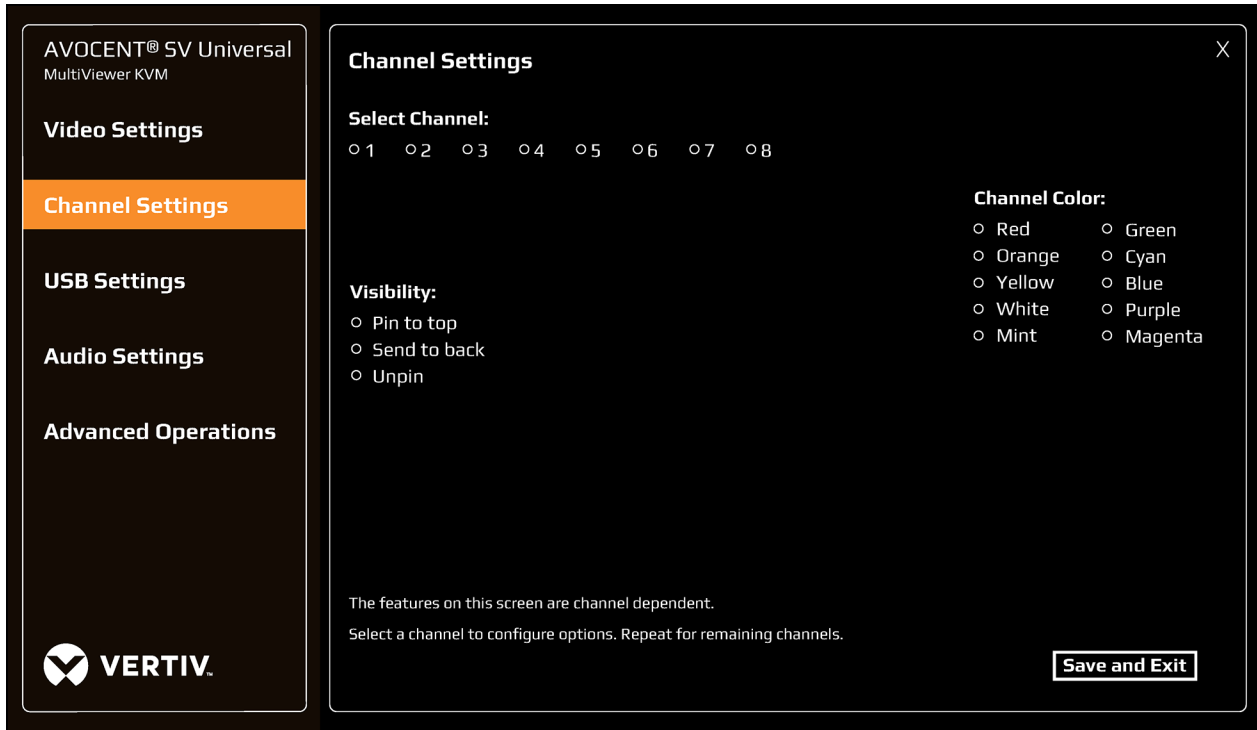 AVOCENT® SV Universal
MultiViewer KVM
Video Settings
Channel Settings
USB Settings
Audio Settings
Advanced Operations
VERTIV™
Channel Settings
X
Select Channel:
1 2 3 4 5 6 7 8
Visibility:
Pin to top
Send to back
Unpin
Channel Color:
Red Green
Orange Cyan
Yellow Blue
White Purple
Mint Magenta
The features on this screen are channel dependent.
Select a channel to configure options. Repeat for remaining channels.
Save and Exit